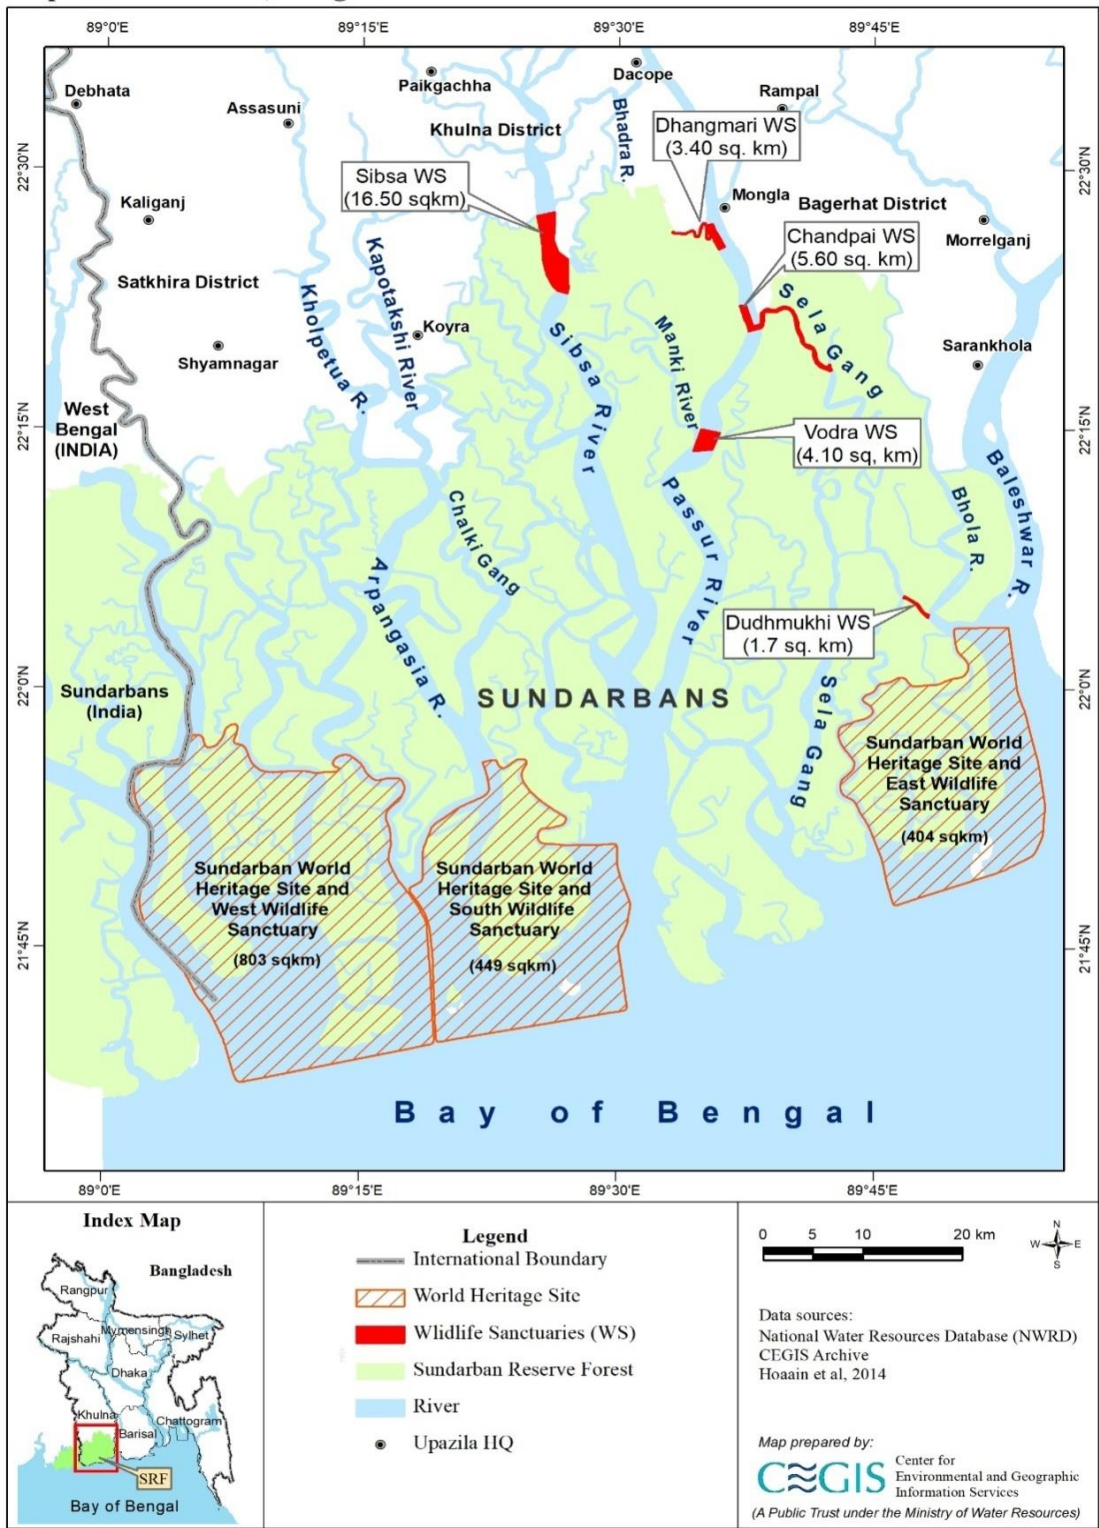 89°0'E 89°15'E 89°30'E 89°45'E
Debhata
Assasuni
Paikgachha
Dacope
Rampal
Khulna District
Bhadra R.
Dhangmari WS
(3.40 sq. km)
22°30'N
22°30'N
Sibsa WS
(16.50 sqkm)
Kaliganj
Mongla
Bagerhat District
Morrelganj
Chandpai WS
(5.60 sq. km)
Satkhira District
Kholpetua R.
Kapotakshi River
Koyra
Shyamnagar
Sibsa River
Manki River
Sela Gang
Sarankhola
West
Bengal
(INDIA)
22°15'N
22°15'N
Vodra WS
(4.10 sq, km)
Chalki Gang
Passur River
Bhola R.
Baleshwar R.
Arpangasia R.
Dudhmukhi WS
(1.7 sq. km)
Sundarbans
(India)
22°0'N
22°0'N
SUNDARBANS
Sela Gang
Sundarban World
Heritage Site and
East Wildlife
Sanctuary
(404 sqkm)
Sundarban World
Heritage Site and
West Wildlife
Sanctuary
(803 sqkm)
Sundarban World
Heritage Site and
South Wildlife
Sanctuary
(449 sqkm)
21°45'N
21°45'N
Bay of Bengal
89°0'E 89°15'E 89°30'E 89°45'E
Index Map
Bangladesh
Rangpur
Rajshahi
Mymensingh
Sylhet
Dhaka
Khulna
Barisal
Chattogram
SRF
Bay of Bengal
Legend
International Boundary
World Heritage Site
Wlidlife Sanctuaries (WS)
Sundarban Reserve Forest
River
Upazila HQ
0 5 10 20 km
N
W E
S
Data sources:
National Water Resources Database (NWRD)
CEGIS Archive
Hoaain et al, 2014
Map prepared by:
CEGIS
Center for
Environmental and Geographic
Information Services
(A Public Trust under the Ministry of Water Resources)